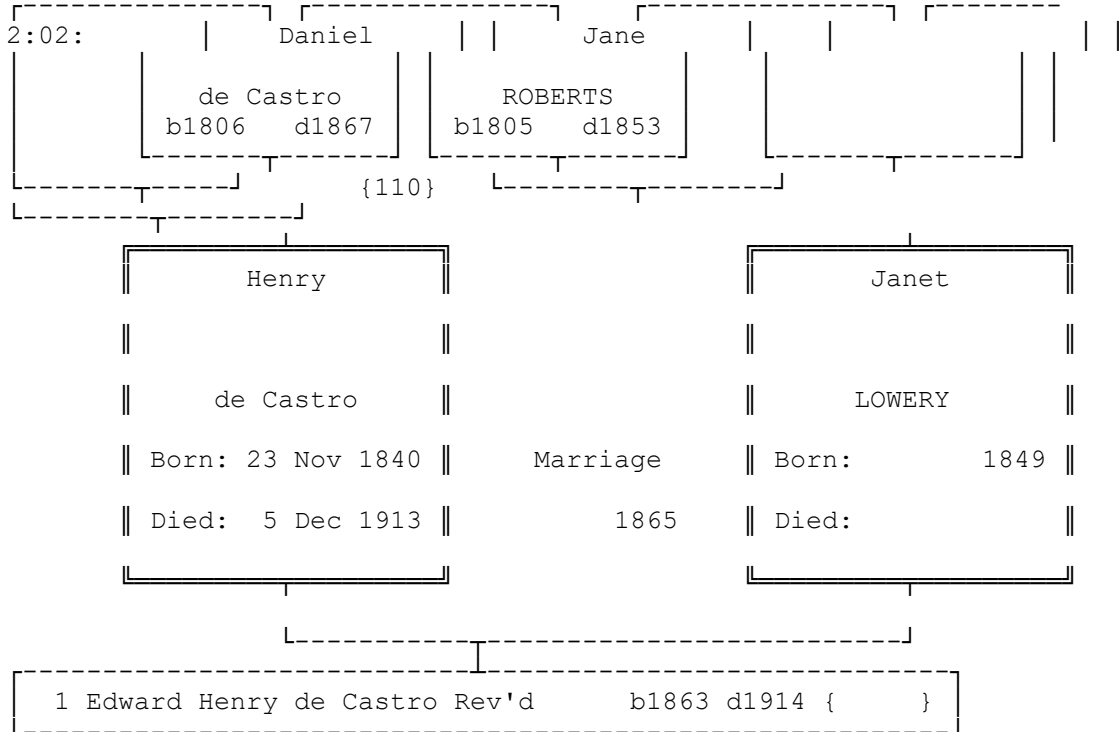 2:02: Daniel Jane
de Castro ROBERTS
b1806 d1867 b1805 d1853
{110}
Henry Janet
de Castro LOWERY
Born: 23 Nov 1840 Marriage Born: 1849
Died: 5 Dec 1913 1865 Died:
1 Edward Henry de Castro Rev'd b1863 d1914 { }